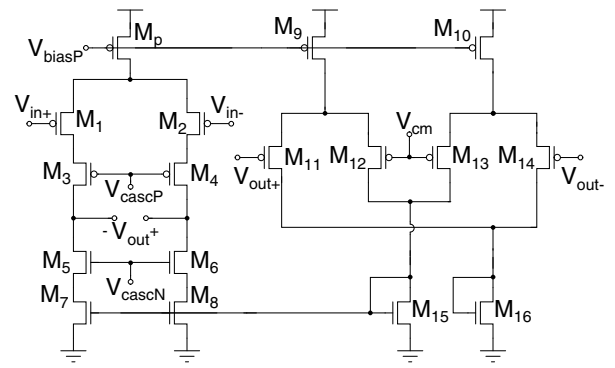 Mp
M9
M10
VbiasP
Vin+
M1
M2
Vin-
Vcm
M3
M4
VcascP
M11
M12
M13
M14
Vout+
Vout-
- Vout +
M5
M6
VcascN
M7
M8
M15
M16